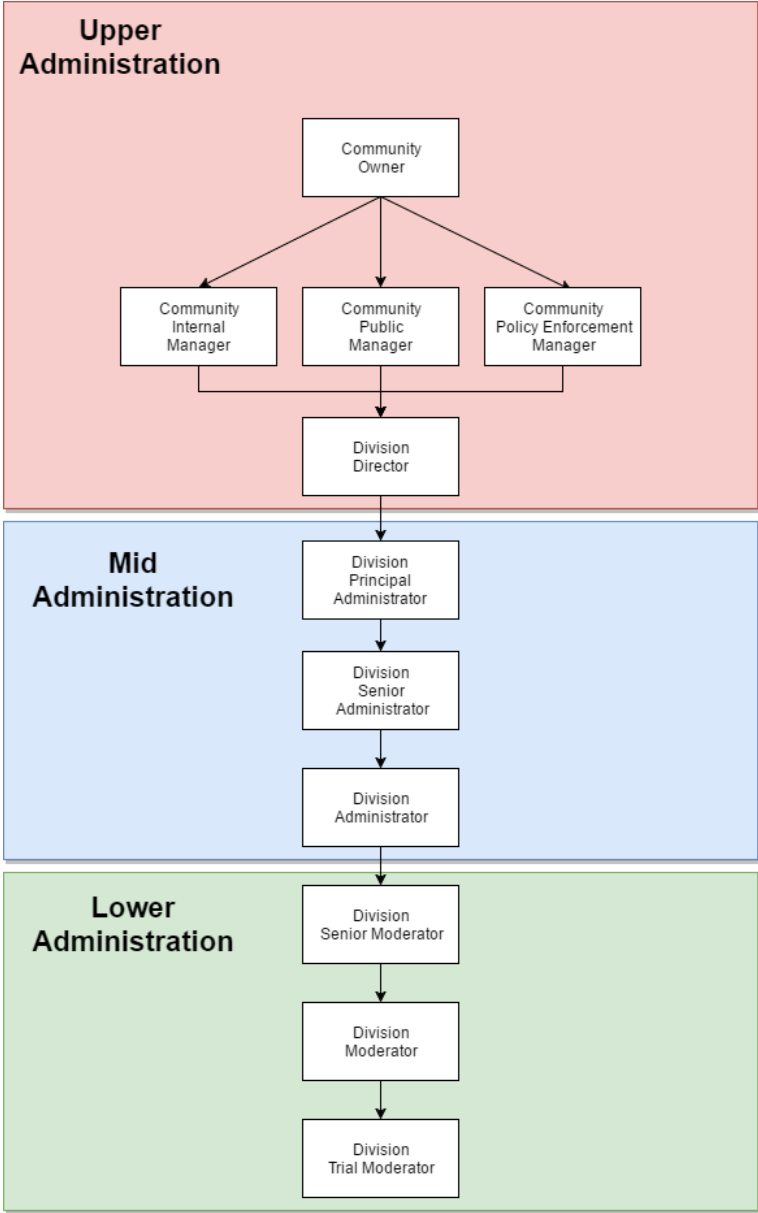 Upper
Administration
Community
Owner
Community
Internal
Manager
Community
Public
Manager
Community
Policy Enforcement
Manager
Division
Director
Mid
Administration
Division
Principal
Administrator
Division
Senior
Administrator
Division
Administrator
Lower
Administration
Division
Senior Moderator
Division
Moderator
Division
Trial Moderator